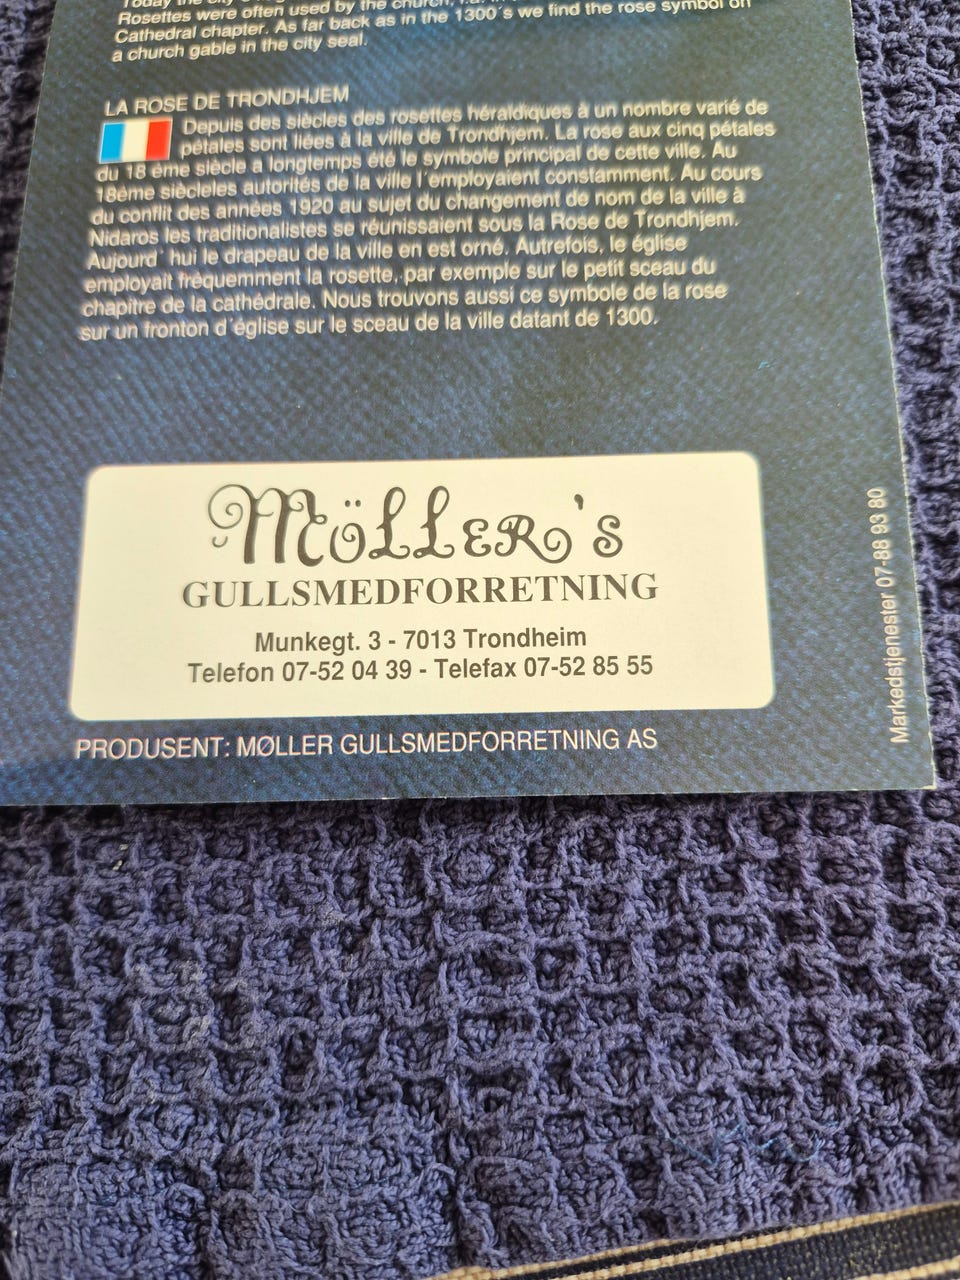 Rosettes were often used by the church, i.a. in
Cathedral chapter. As far back as in the 1300´s we find the rose symbol on
a church gable in the city seal.
LA ROSE DE TRONDHJEM
Depuis des siècles des rosettes héraldiques à un nombre varié de
pétales sont liées à la ville de Trondhjem. La rose aux cinq pétales
du 18 éme siècle a longtemps été le symbole principal de cette ville. Au
18éme sièceles autorités de la ville l´employaient constamment. Au cours
du conflit des années 1920 au sujet du changement de nom de la ville à
Nidaros les traditionalistes se réunissaient sous la Rose de Trondhjem.
Aujourd´hui le drapeau de la ville en est orné. Autrefois, le église
employait fréquemment la rosette, par exemple sur le petit sceau du
chapitre de la cathédrale. Nous trouvons aussi ce symbole de la rose
sur un fronton d´église sur le sceau de la ville datant de 1300.
Möller's
GULLSMEDFORRETNING
Munkegt. 3 - 7013 Trondheim
Telefon 07-52 04 39 - Telefax 07-52 85 55
PRODUSENT: MØLLER GULLSMEDFORRETNING AS
Markedstjenester 07-88 93 80